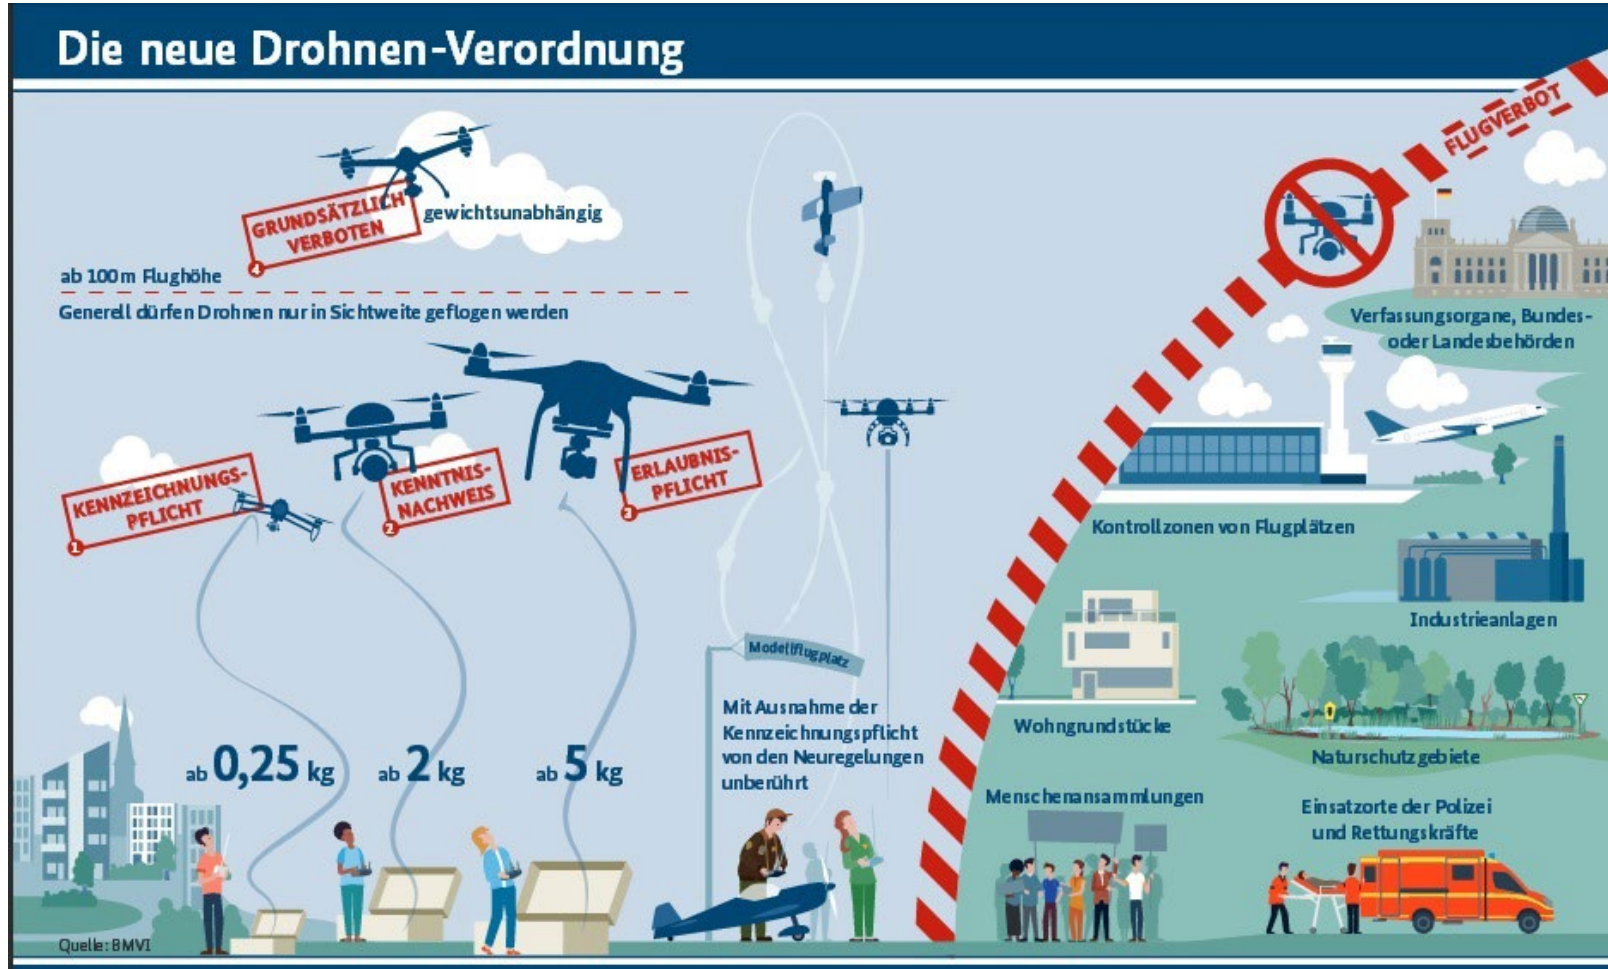 Die neue Drohnen-Verordnung
FLUGVERBOT
GRUNDSÄTZLICH
VERBOTEN
4
gewichtsunabhängig
ab 100m Flughöhe
Generell dürfen Drohnen nur in Sichtweite geflogen werden
KENNZEICHNUNGS-
PFLICHT
1
KENNTNIS-
NACHWEIS
2
ERLAUBNIS-
PFLICHT
3
ab 0,25 kg
ab 2 kg
ab 5 kg
Modellflugplatz
Mit Ausnahme der
Kennzeichnungspflicht
von den Neuregelungen
unberührt
Verfassungsorgane, Bundes-
oder Landesbehörden
Kontrollzonen von Flugplätzen
Industrieanlagen
Wohngrundstücke
Naturschutzgebiete
Menschenansammlungen
Einsatzorte der Polizei
und Rettungskräfte
Quelle: BMVI